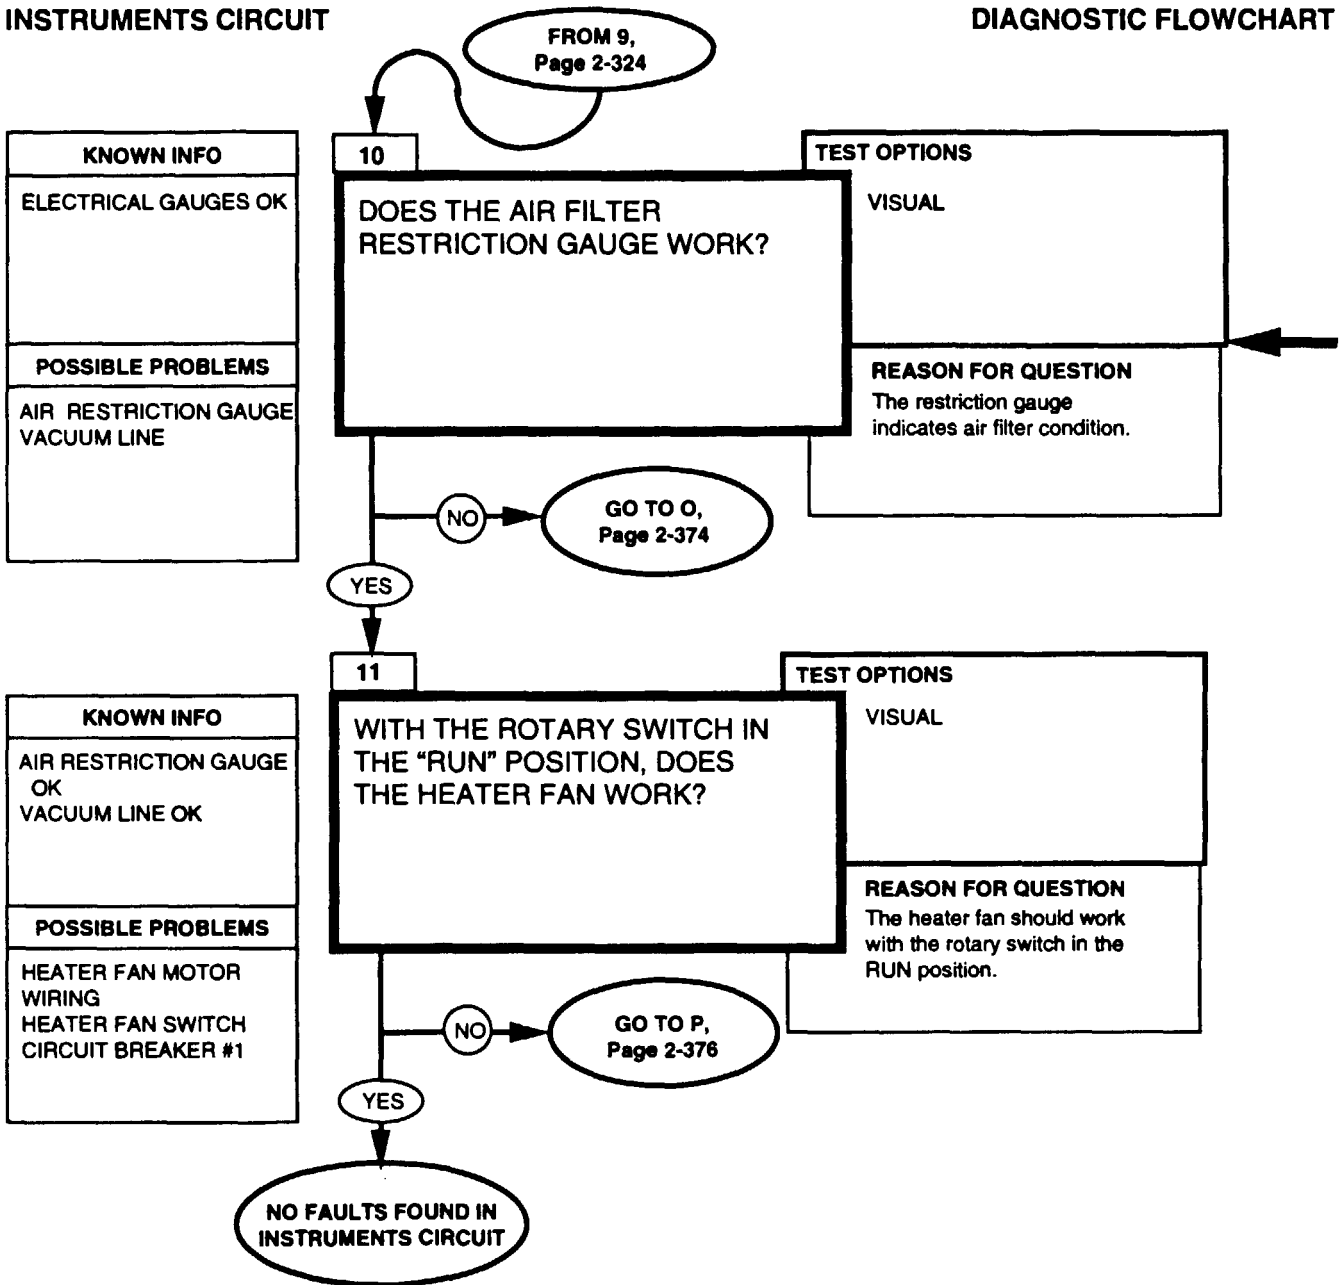 INSTRUMENTS CIRCUIT
DIAGNOSTIC FLOWCHART
FROM 9,
Page 2-324
KNOWN INFO
ELECTRICAL GAUGES OK
POSSIBLE PROBLEMS
AIR RESTRICTION GAUGE
VACUUM LINE
10
DOES THE AIR FILTER
RESTRICTION GAUGE WORK?
TEST OPTIONS
VISUAL
REASON FOR QUESTION
The restriction gauge
indicates air filter condition.
NO
GO TO O,
Page 2-374
YES
KNOWN INFO
AIR RESTRICTION GAUGE
OK
VACUUM LINE OK
POSSIBLE PROBLEMS
HEATER FAN MOTOR
WIRING
HEATER FAN SWITCH
CIRCUIT BREAKER #1
11
WITH THE ROTARY SWITCH IN
THE “RUN” POSITION, DOES
THE HEATER FAN WORK?
TEST OPTIONS
VISUAL
REASON FOR QUESTION
The heater fan should work
with the rotary switch in the
RUN position.
NO
GO TO P,
Page 2-376
YES
NO FAULTS FOUND IN
INSTRUMENTS CIRCUIT